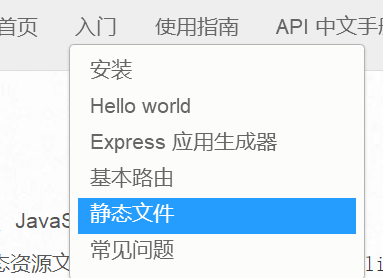 首页 入门 使用指南 API 中文手册
安装
Hello world
Express 应用生成器
基本路由
静态文件
JavaS
常见问题
态资源文 li